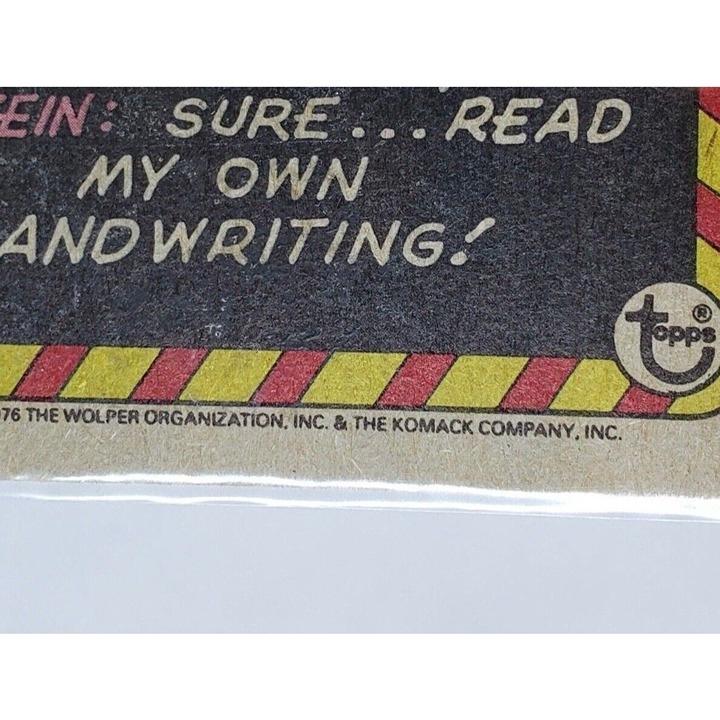 EIN: SURE... READ
MY OWN
ANDWRITING!
topps®
76 THE WOLPER ORGANIZATION, INC. & THE KOMACK COMPANY, INC.